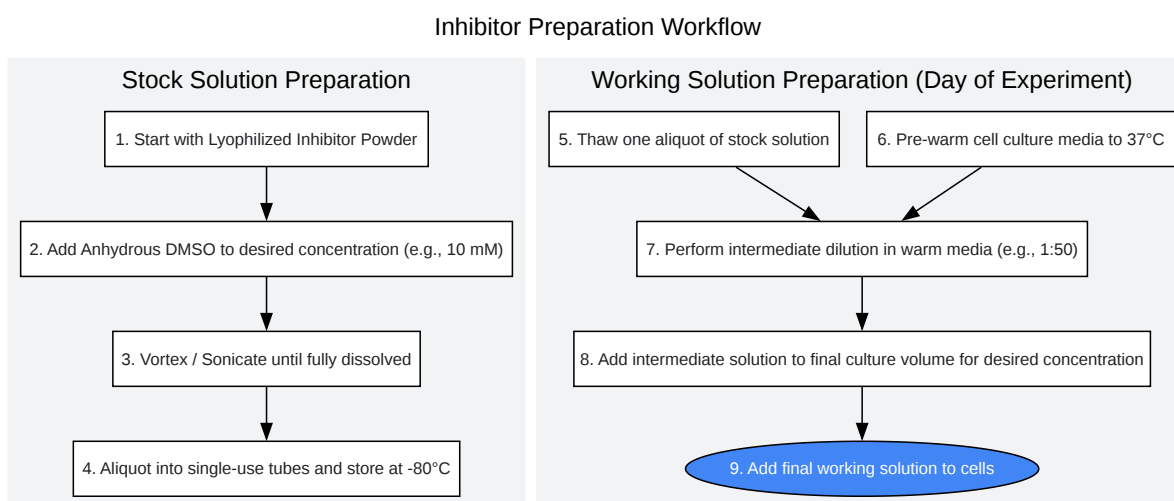 Inhibitor Preparation Workflow
Stock Solution Preparation
1. Start with Lyophilized Inhibitor Powder
2. Add Anhydrous DMSO to desired concentration (e.g., 10 mM)
3. Vortex / Sonicate until fully dissolved
4. Aliquot into single-use tubes and store at -80°C
Working Solution Preparation (Day of Experiment)
5. Thaw one aliquot of stock solution
6. Pre-warm cell culture media to 37°C
7. Perform intermediate dilution in warm media (e.g., 1:50)
8. Add intermediate solution to final culture volume for desired concentration
9. Add final working solution to cells